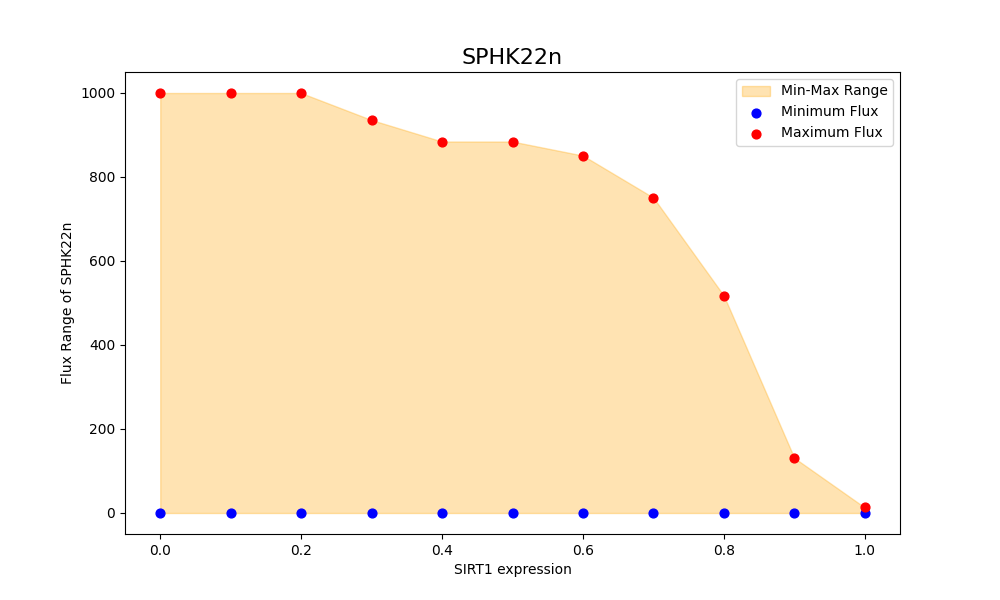 SPHK22n
1000
800
600
400
200
0
Flux Range of SPHK22n
Min-Max Range
Minimum Flux
Maximum Flux
0.0 0.2 0.4 0.6 0.8 1.0
SIRT1 expression